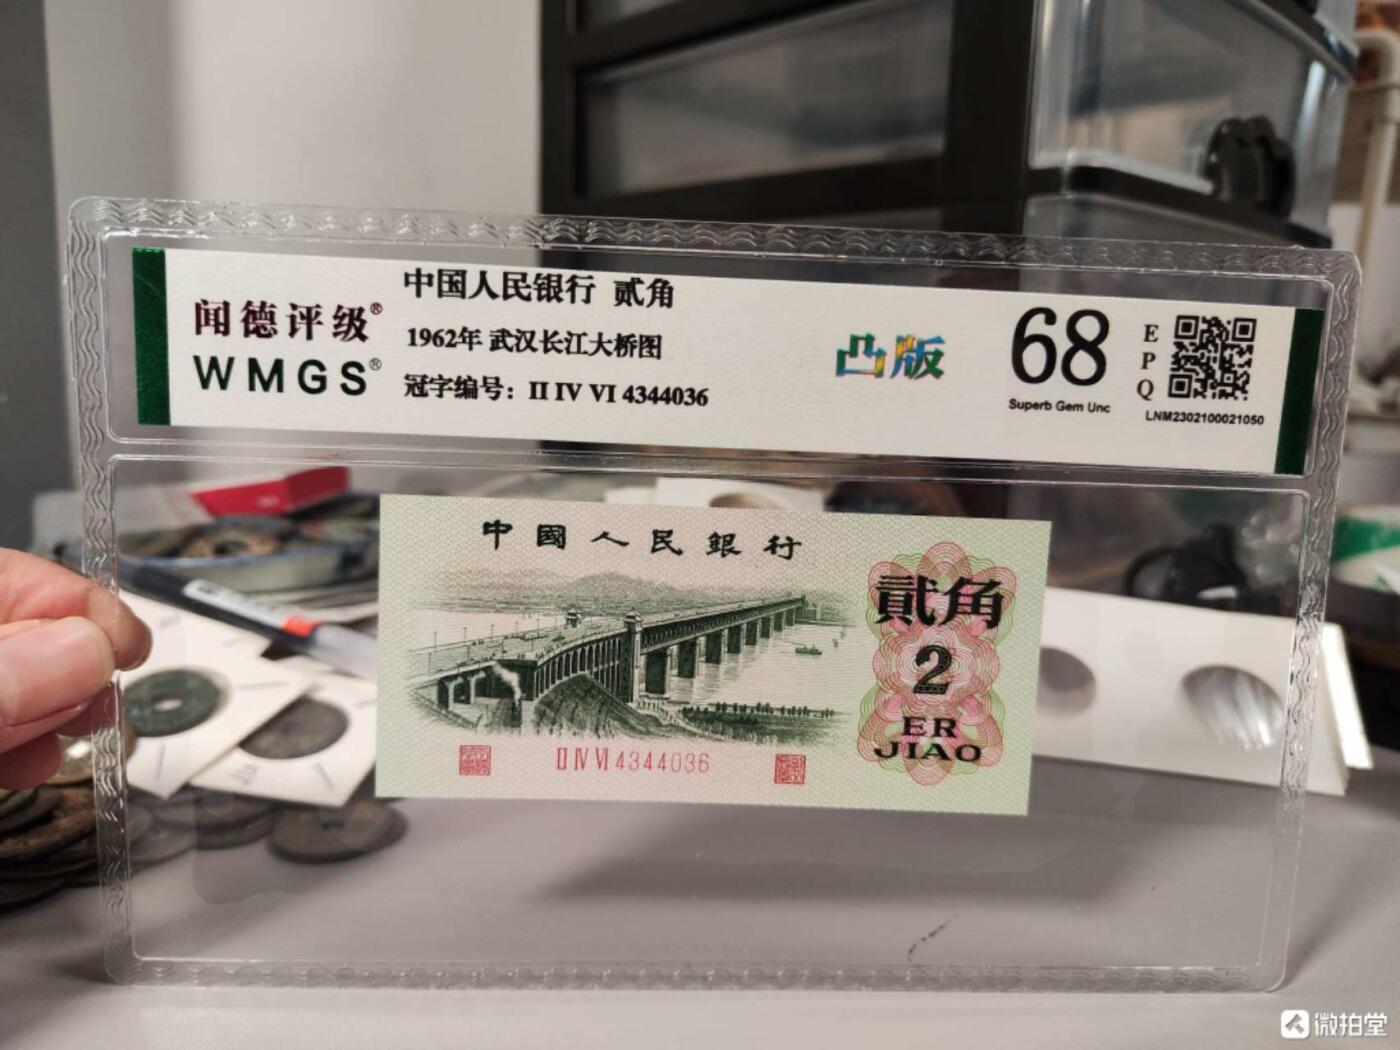 闻德评级®
WMGS®
中国人民银行 贰角
1962年 武汉长江大桥图
冠字编号：II IV VI 4344036
凸版
68
Superb Gem Unc
EPQ
LNM2302100021050
中國人民銀行
貳角
2
ER
JIAO
II IV VI 4344036
微拍堂